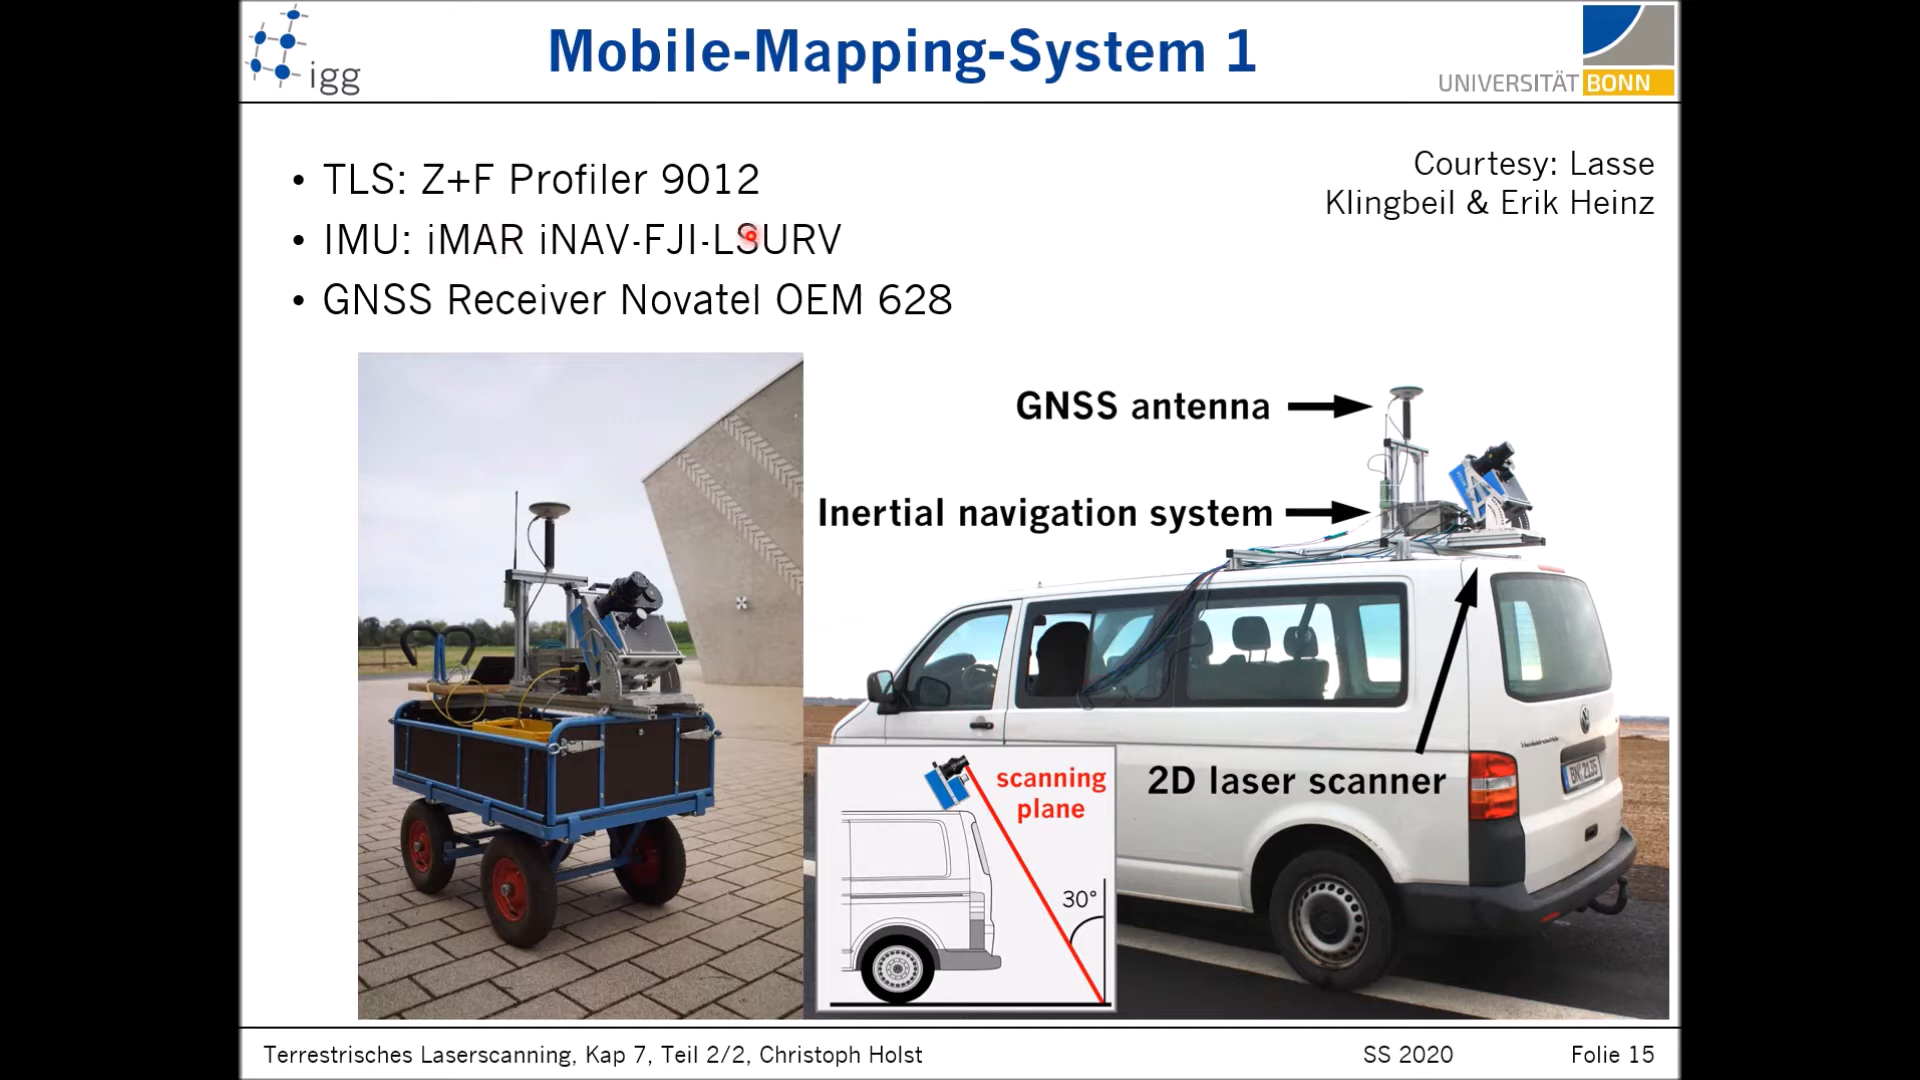 igg
Mobile-Mapping-System 1
UNIVERSITÄT BONN
• TLS: Z+F Profiler 9012
• IMU: iMAR iNAV-FJI-LSURV
• GNSS Receiver Novatel OEM 628
Courtesy: Lasse
Klingbeil & Erik Heinz
GNSS antenna
Inertial navigation system
2D laser scanner
BN 2135
scanning
plane
30°
Terrestrisches Laserscanning, Kap 7, Teil 2/2, Christoph Holst
SS 2020
Folie 15